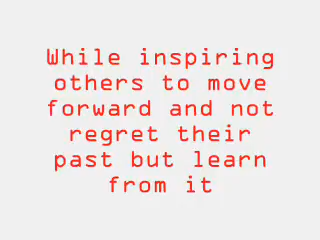 While inspiring
others to move
forward and not
regret their
past but learn
from it